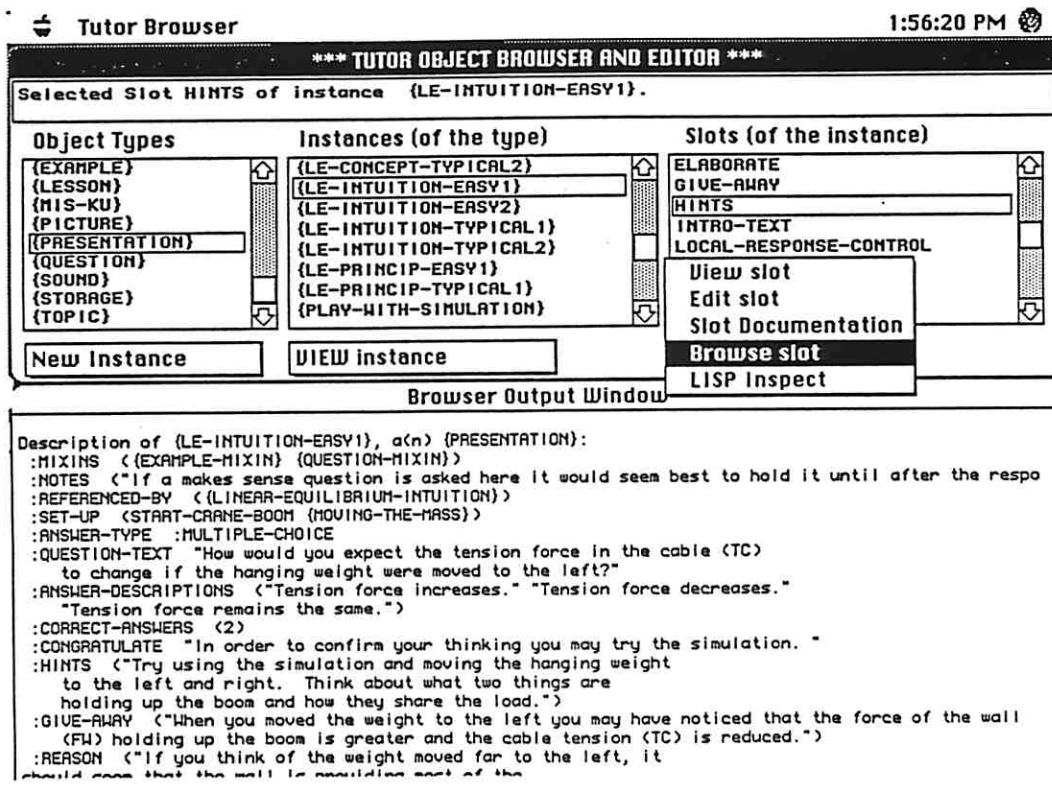 Tutor Browser 1:56:20 PM
*** TUTOR OBJECT BROWSER AND EDITOR ***
Selected Slot HINTS of instance {LE-INTUITION-EASY1}.
Object Types
{EXAMPLE}
{LESSON}
{MIS-KU}
{PICTURE}
{PRESENTATION}
{QUESTION}
{SOUND}
{STORAGE}
{TOPIC}
New Instance
Instances (of the type)
{LE-CONCEPT-TYPICAL2}
{LE-INTUITION-EASY1}
{LE-INTUITION-EASY2}
{LE-INTUITION-TYPICAL1}
{LE-INTUITION-TYPICAL2}
{LE-PRINCIP-EASY1}
{LE-PRINCIP-TYPICAL1}
{PLAY-WITH-SIMULATION}
VIEW instance
Slots (of the instance)
ELABORATE
GIVE-AWAY
HINTS
INTRO-TEXT
LOCAL-RESPONSE-CONTROL
View slot
Edit slot
Slot Documentation
Browse slot
LISP Inspect
Browser Output Window
Description of {LE-INTUITION-EASY1}, a(n) {PRESENTATION}:
:MIXINS ({EXAMPLE-MIXIN} {QUESTION-MIXIN})
:NOTES ("If a makes sense question is asked here it would seem best to hold it until after the respo
:REFERENCED-BY ({LINEAR-EQUILIBRIUM-INTUITION})
:SET-UP (START-CRANE-BOOM {MOVING-THE-MASS})
:ANSWER-TYPE :MULTIPLE-CHOICE
:QUESTION-TEXT "How would you expect the tension force in the cable (TC)
to change if the hanging weight were moved to the left?"
:ANSWER-DESCRIPTIONS ("Tension force increases." "Tension force decreases."
"Tension force remains the same.")
:CORRECT-ANSWERS (2)
:CONGRATULATE "In order to confirm your thinking you may try the simulation. "
:HINTS ("Try using the simulation and moving the hanging weight
to the left and right. Think about what two things are
holding up the boom and how they share the load.")
:GIVE-AWAY ("When you moved the weight to the left you may have noticed that the force of the wall
(FW) holding up the boom is greater and the cable tension (TC) is reduced.")
:REASON ("If you think of the weight moved far to the left, it
should seem that the wall is providing most of the